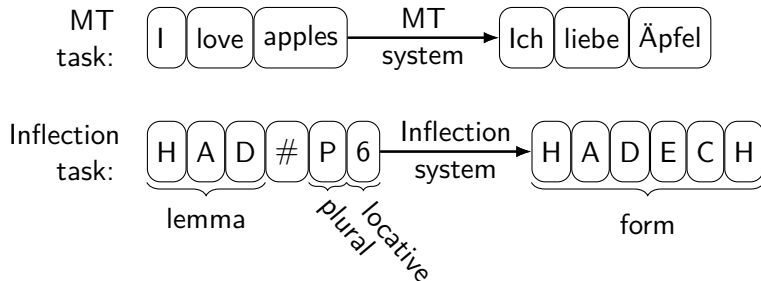 MT task: I love apples MT system Ich liebe Äpfel
Inflection task: H A D # P 6 Inflection system H A D E C H
lemma plural locative form